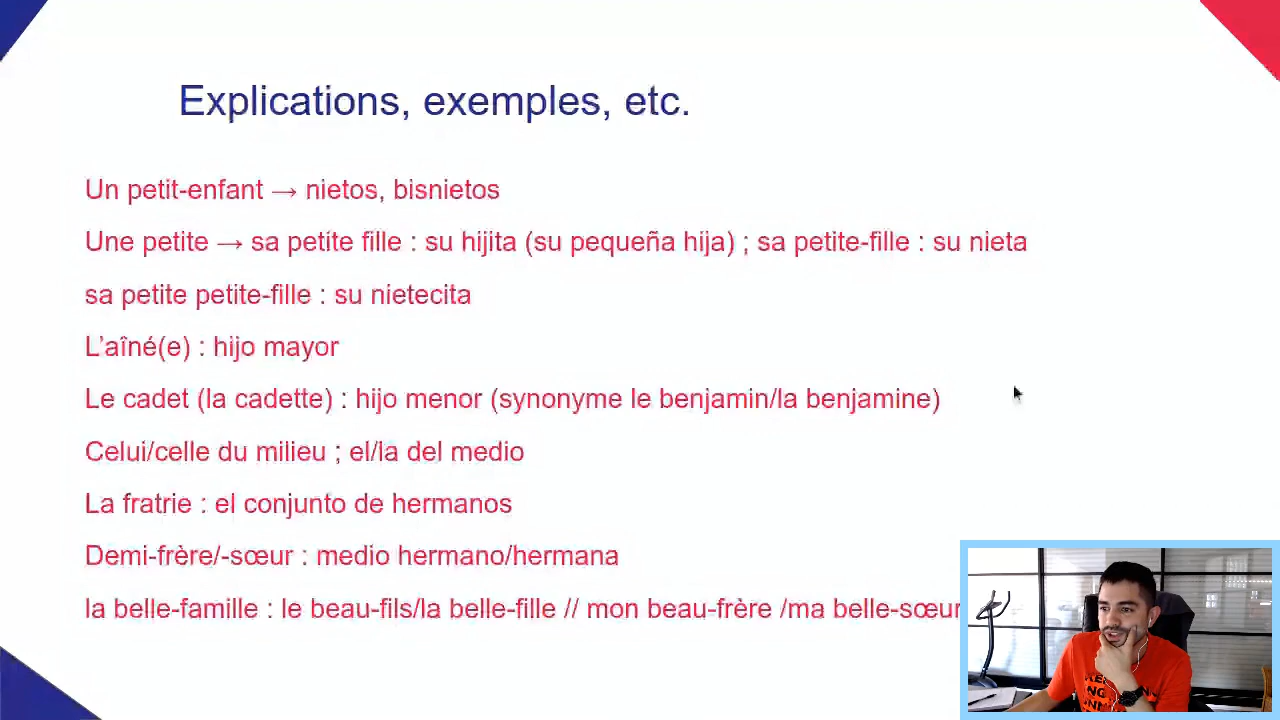 Explications, exemples, etc.
Un petit-enfant → nietos, bisnietos
Une petite → sa petite fille : su hijita (su pequeña hija) ; sa petite-fille : su nieta
sa petite petite-fille : su nietecita
L'aîné(e) : hijo mayor
Le cadet (la cadette) : hijo menor (synonyme le benjamin/la benjamine)
Celui/celle du milieu ; el/la del medio
La fratrie : el conjunto de hermanos
Demi-frère/-sœur : medio hermano/hermana
la belle-famille : le beau-fils/la belle-fille // mon beau-frère /ma belle-sœur